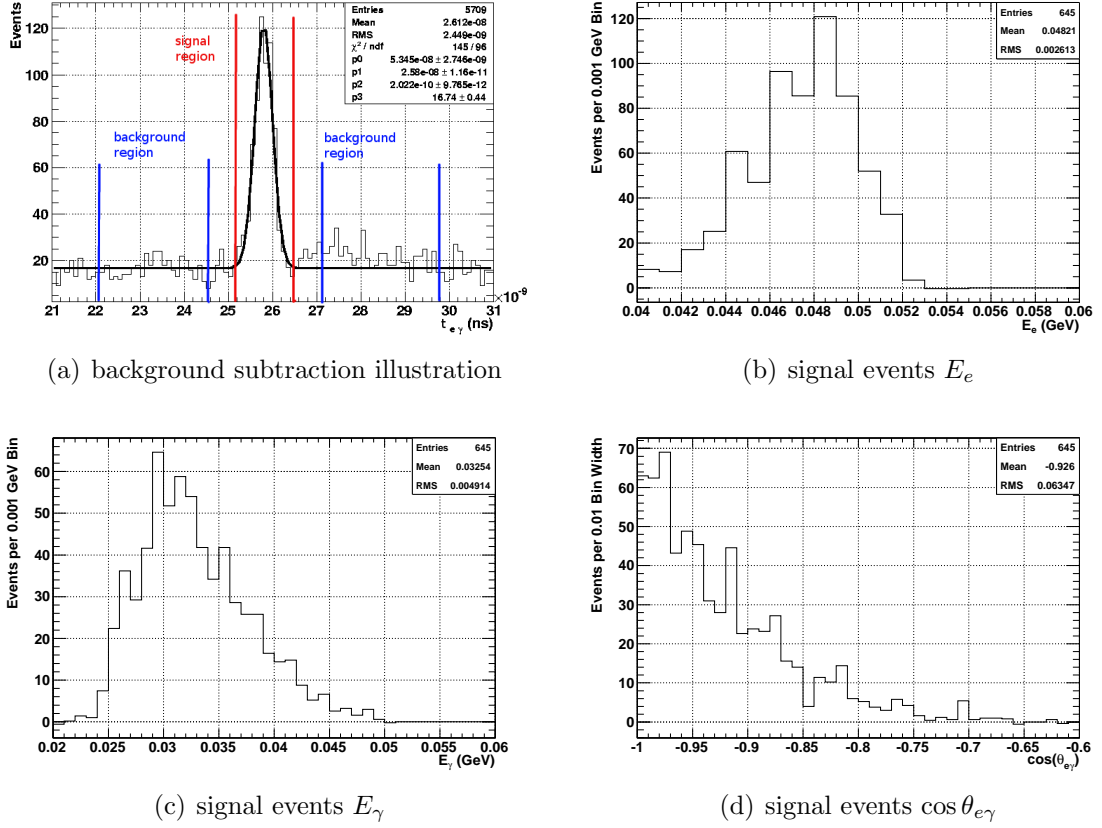 Events
140
120
100
80
60
40
20
signal
region
background
region
background
region
Entries 5709
Mean 2.612e-08
RMS 2.449e-09
χ² / ndf 145 / 96
p0 5.345e-08 ± 2.746e-09
p1 2.58e-08 ± 1.16e-11
p2 2.022e-10 ± 9.765e-12
p3 16.74 ± 0.44
21 22 23 24 25 26 27 28 29 30 31
×10⁻⁹
t e γ (ns)
(a) background subtraction illustration
Events per 0.001 GeV Bin
120
100
80
60
40
20
0
Entries 645
Mean 0.04821
RMS 0.002613
0.04 0.042 0.044 0.046 0.048 0.05 0.052 0.054 0.056 0.058 0.06
E_e (GeV)
(b) signal events E_e
Events per 0.001 GeV Bin
60
50
40
30
20
10
0
Entries 645
Mean 0.03254
RMS 0.004914
0.02 0.025 0.03 0.035 0.04 0.045 0.05 0.055 0.06
E_γ (GeV)
(c) signal events E_γ
Events per 0.01 Bin Width
70
60
50
40
30
20
10
0
Entries 645
Mean -0.926
RMS 0.06347
-1 -0.95 -0.9 -0.85 -0.8 -0.75 -0.7 -0.65 -0.6
cos(θ_eγ)
(d) signal events cos θ_eγ